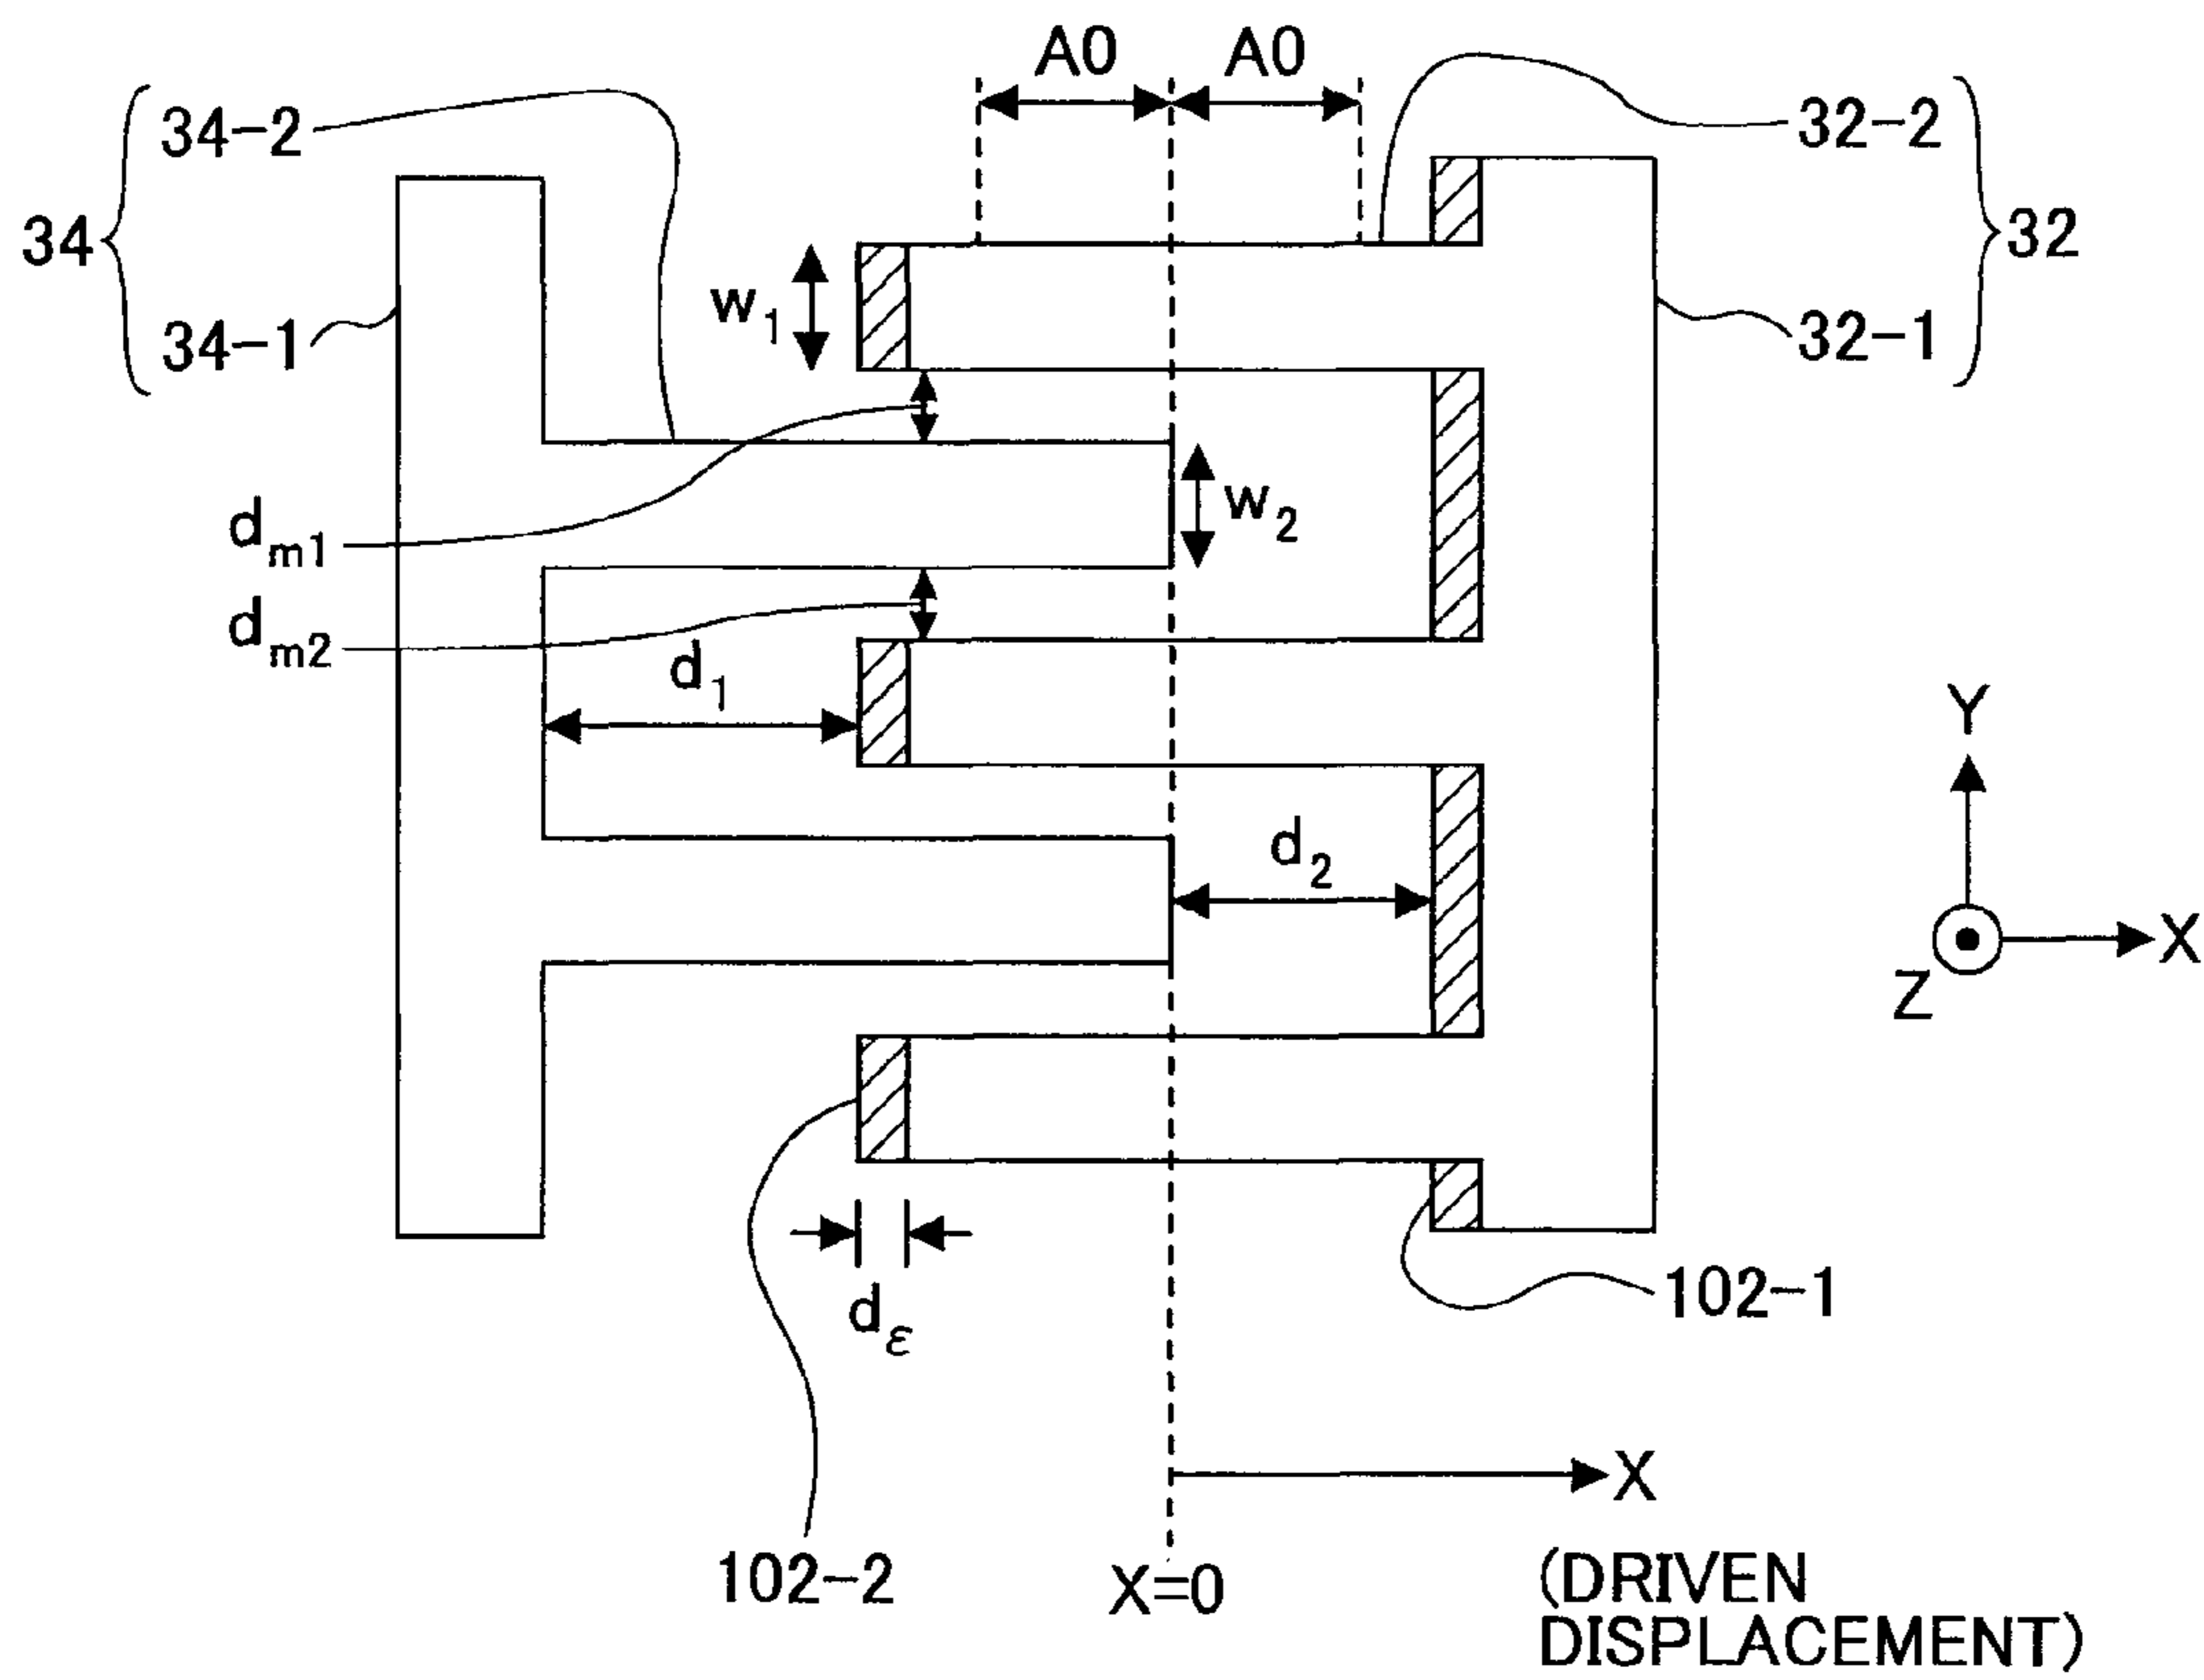 A0 A0
34-2
32-2
34
32
34-1
32-1
w1
dm1
w2
dm2
d1
Y
d2
X
Z
102-1
dε
X
102-2
X=0
(DRIVEN
DISPLACEMENT)